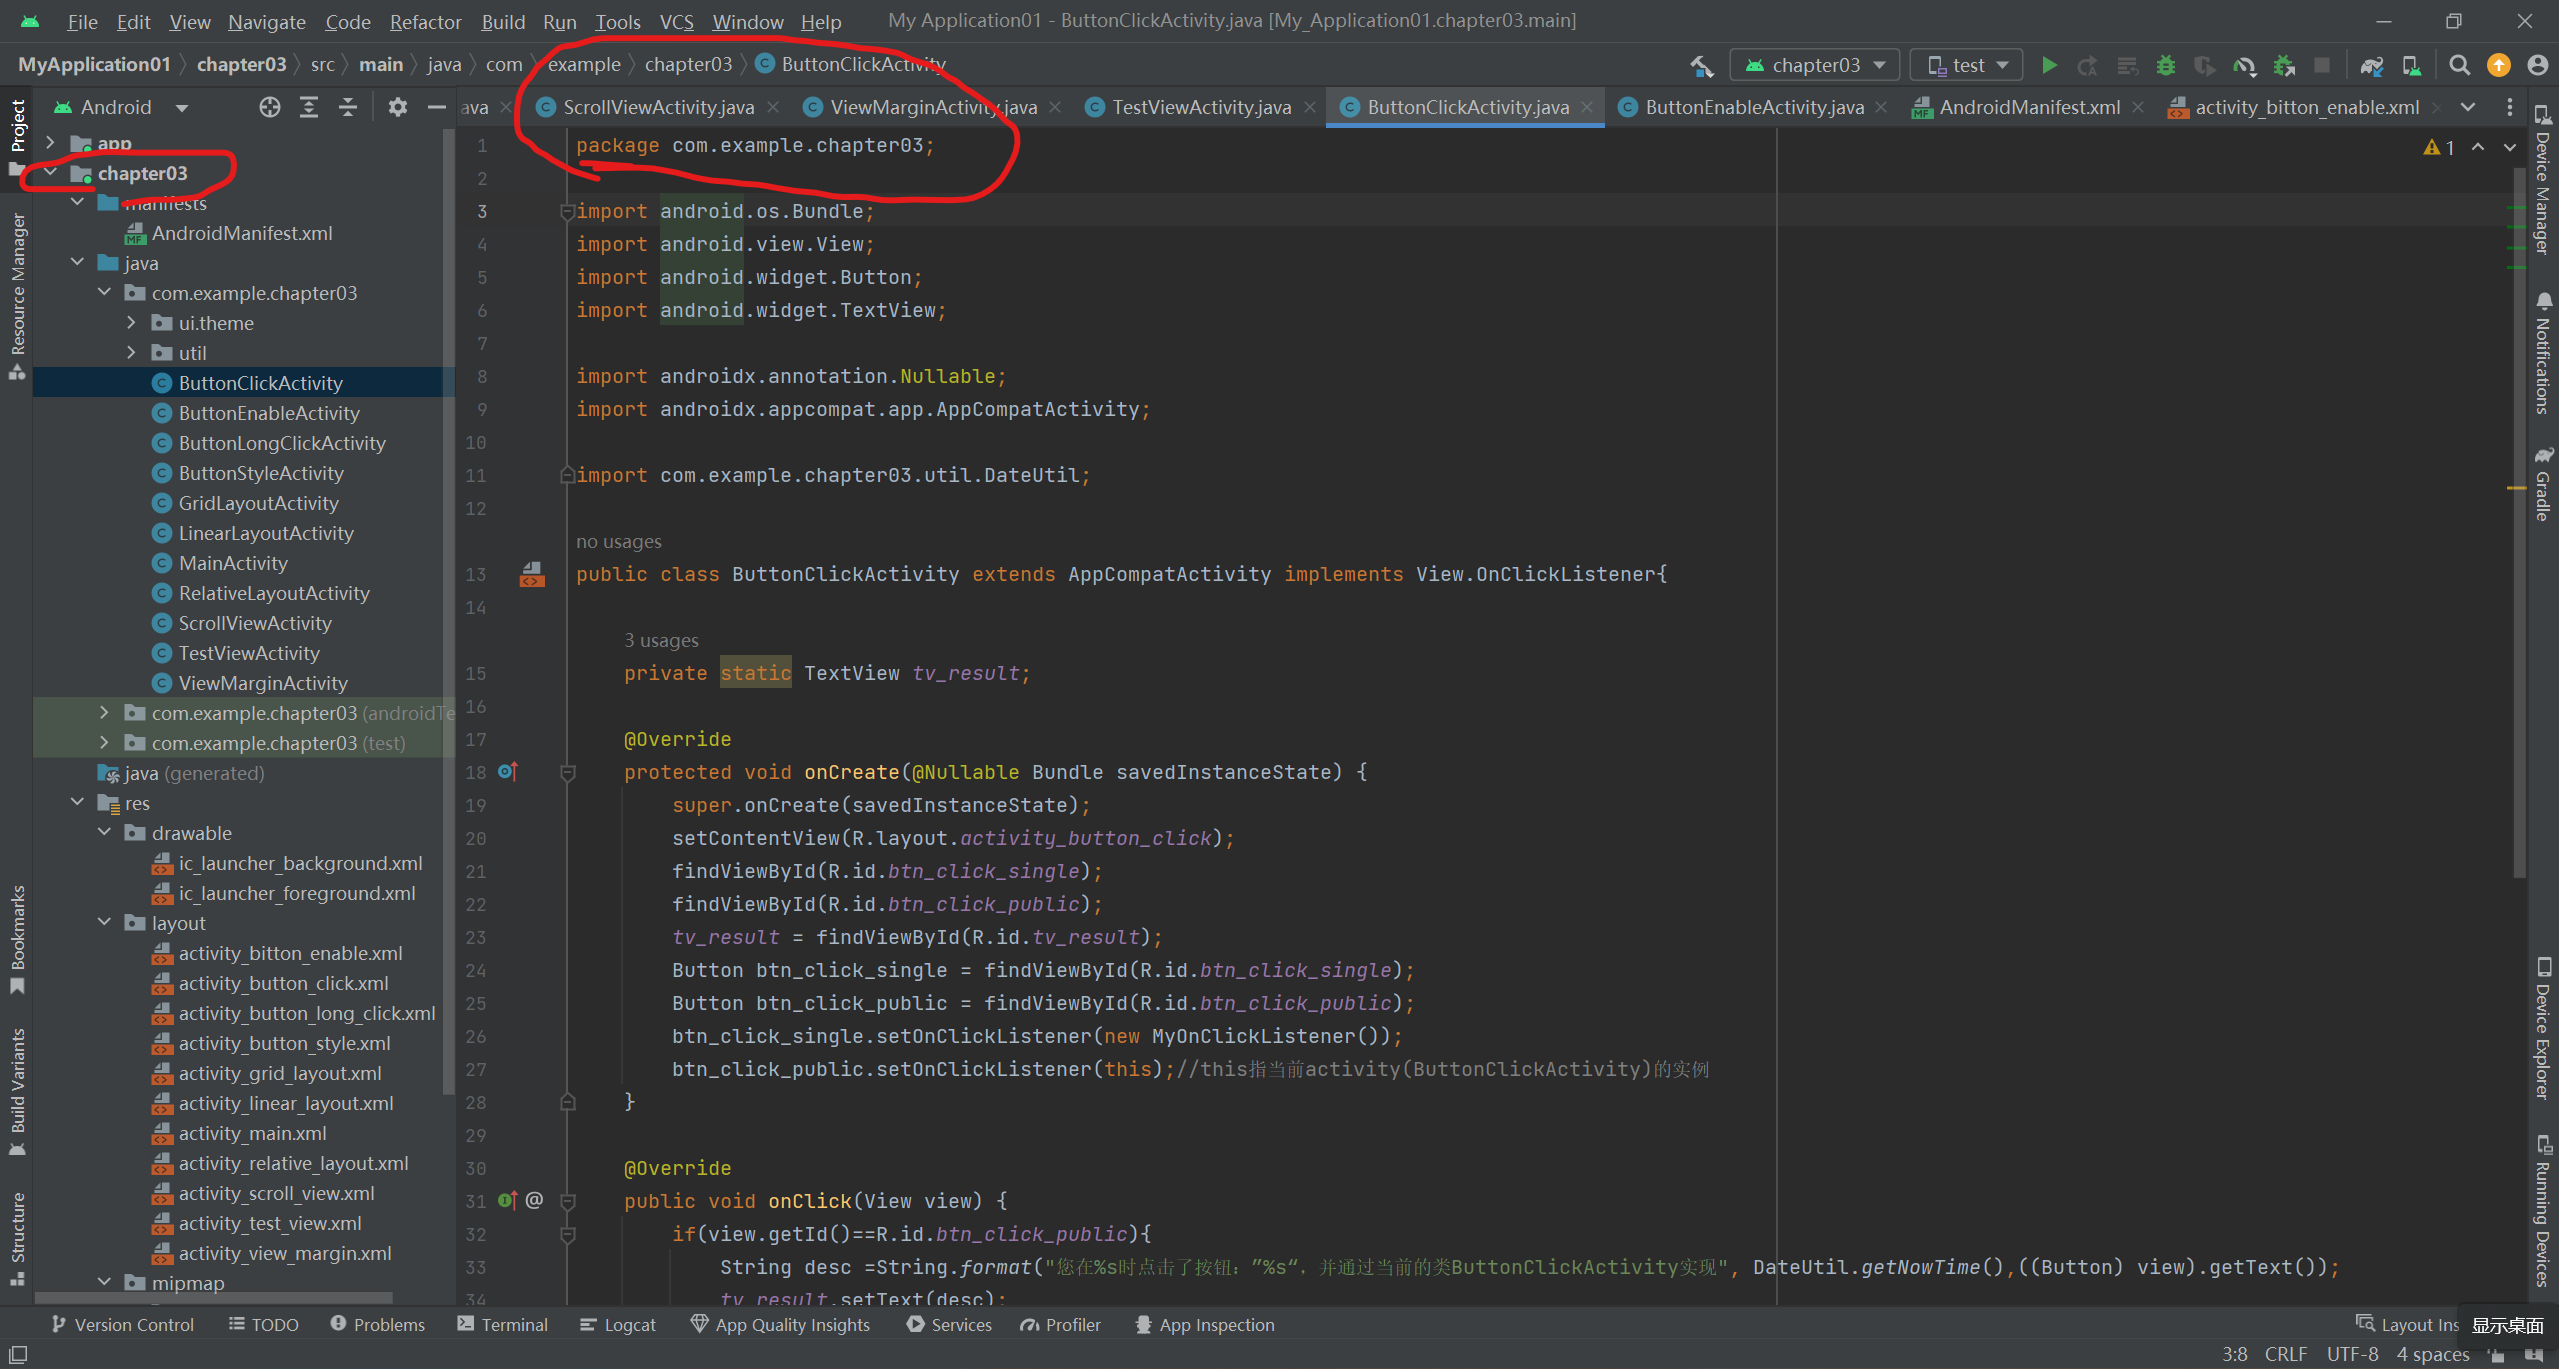 File Edit View Navigate Code Refactor Build Run Tools VCS Window Help My Application01 - ButtonClickActivity.java [My_Application01.chapter03.main]
MyApplication01 chapter03 src main java com example chapter03 ButtonClickActivity chapter03 test
Android ava ScrollViewActivity.java ViewMarginActivity.java TestViewActivity.java ButtonClickActivity.java ButtonEnableActivity.java AndroidManifest.xml activity_bitton_enable.xml
Project
Resource Manager
Bookmarks
Build Variants
Structure
app
chapter03
manifests
AndroidManifest.xml
java
com.example.chapter03
ui.theme
util
ButtonClickActivity
ButtonEnableActivity
ButtonLongClickActivity
ButtonStyleActivity
GridLayoutActivity
LinearLayoutActivity
MainActivity
RelativeLayoutActivity
ScrollViewActivity
TestViewActivity
ViewMarginActivity
com.example.chapter03 (androidTe
com.example.chapter03 (test)
java (generated)
res
drawable
ic_launcher_background.xml
ic_launcher_foreground.xml
layout
activity_bitton_enable.xml
activity_button_click.xml
activity_button_long_click.xml
activity_button_style.xml
activity_grid_layout.xml
activity_linear_layout.xml
activity_main.xml
activity_relative_layout.xml
activity_scroll_view.xml
activity_test_view.xml
activity_view_margin.xml
mipmap
1 package com.example.chapter03; 1
2
3 import android.os.Bundle;
4 import android.view.View;
5 import android.widget.Button;
6 import android.widget.TextView;
7
8 import androidx.annotation.Nullable;
9 import androidx.appcompat.app.AppCompatActivity;
10
11 import com.example.chapter03.util.DateUtil;
12
no usages
13 public class ButtonClickActivity extends AppCompatActivity implements View.OnClickListener{
14
3 usages
15 private static TextView tv_result;
16
17 @Override
18 protected void onCreate(@Nullable Bundle savedInstanceState) {
19 super.onCreate(savedInstanceState);
20 setContentView(R.layout.activity_button_click);
21 findViewById(R.id.btn_click_single);
22 findViewById(R.id.btn_click_public);
23 tv_result = findViewById(R.id.tv_result);
24 Button btn_click_single = findViewById(R.id.btn_click_single);
25 Button btn_click_public = findViewById(R.id.btn_click_public);
26 btn_click_single.setOnClickListener(new MyOnClickListener());
27 btn_click_public.setOnClickListener(this);//this指当前activity(ButtonClickActivity)的实例
28 }
29
30 @Override
31 @ public void onClick(View view) {
32 if(view.getId()==R.id.btn_click_public){
33 String desc =String.format("您在%s时点击了按钮：”%s“，并通过当前的类ButtonClickActivity实现", DateUtil.getNowTime(),((Button) view).getText());
34 tv_result.setText(desc);
Device Manager
Notifications
Gradle
Device Explorer
Running Devices
Version Control TODO Problems Terminal Logcat App Quality Insights Services Profiler App Inspection Layout Ins
显示桌面
3:8 CRLF UTF-8 4 spaces